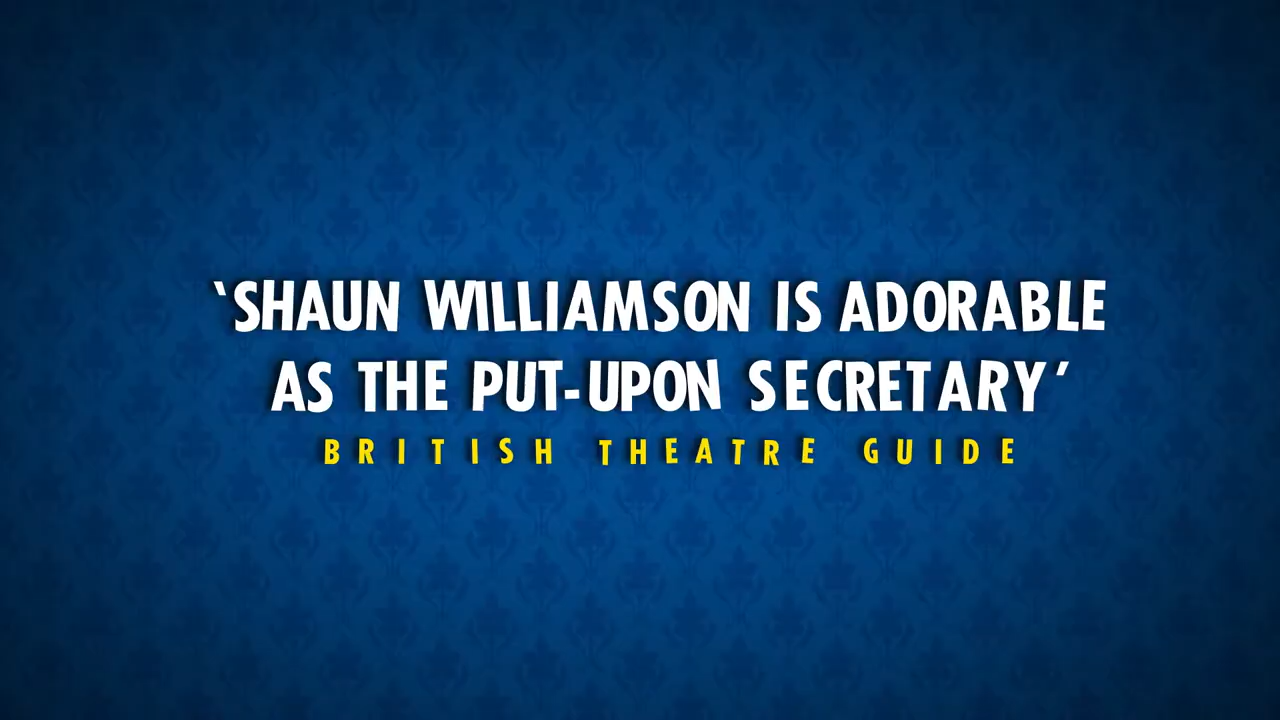 ‘SHAUN WILLIAMSON IS ADORABLE
AS THE PUT-UPON SECRETARY’
BRITISH THEATRE GUIDE